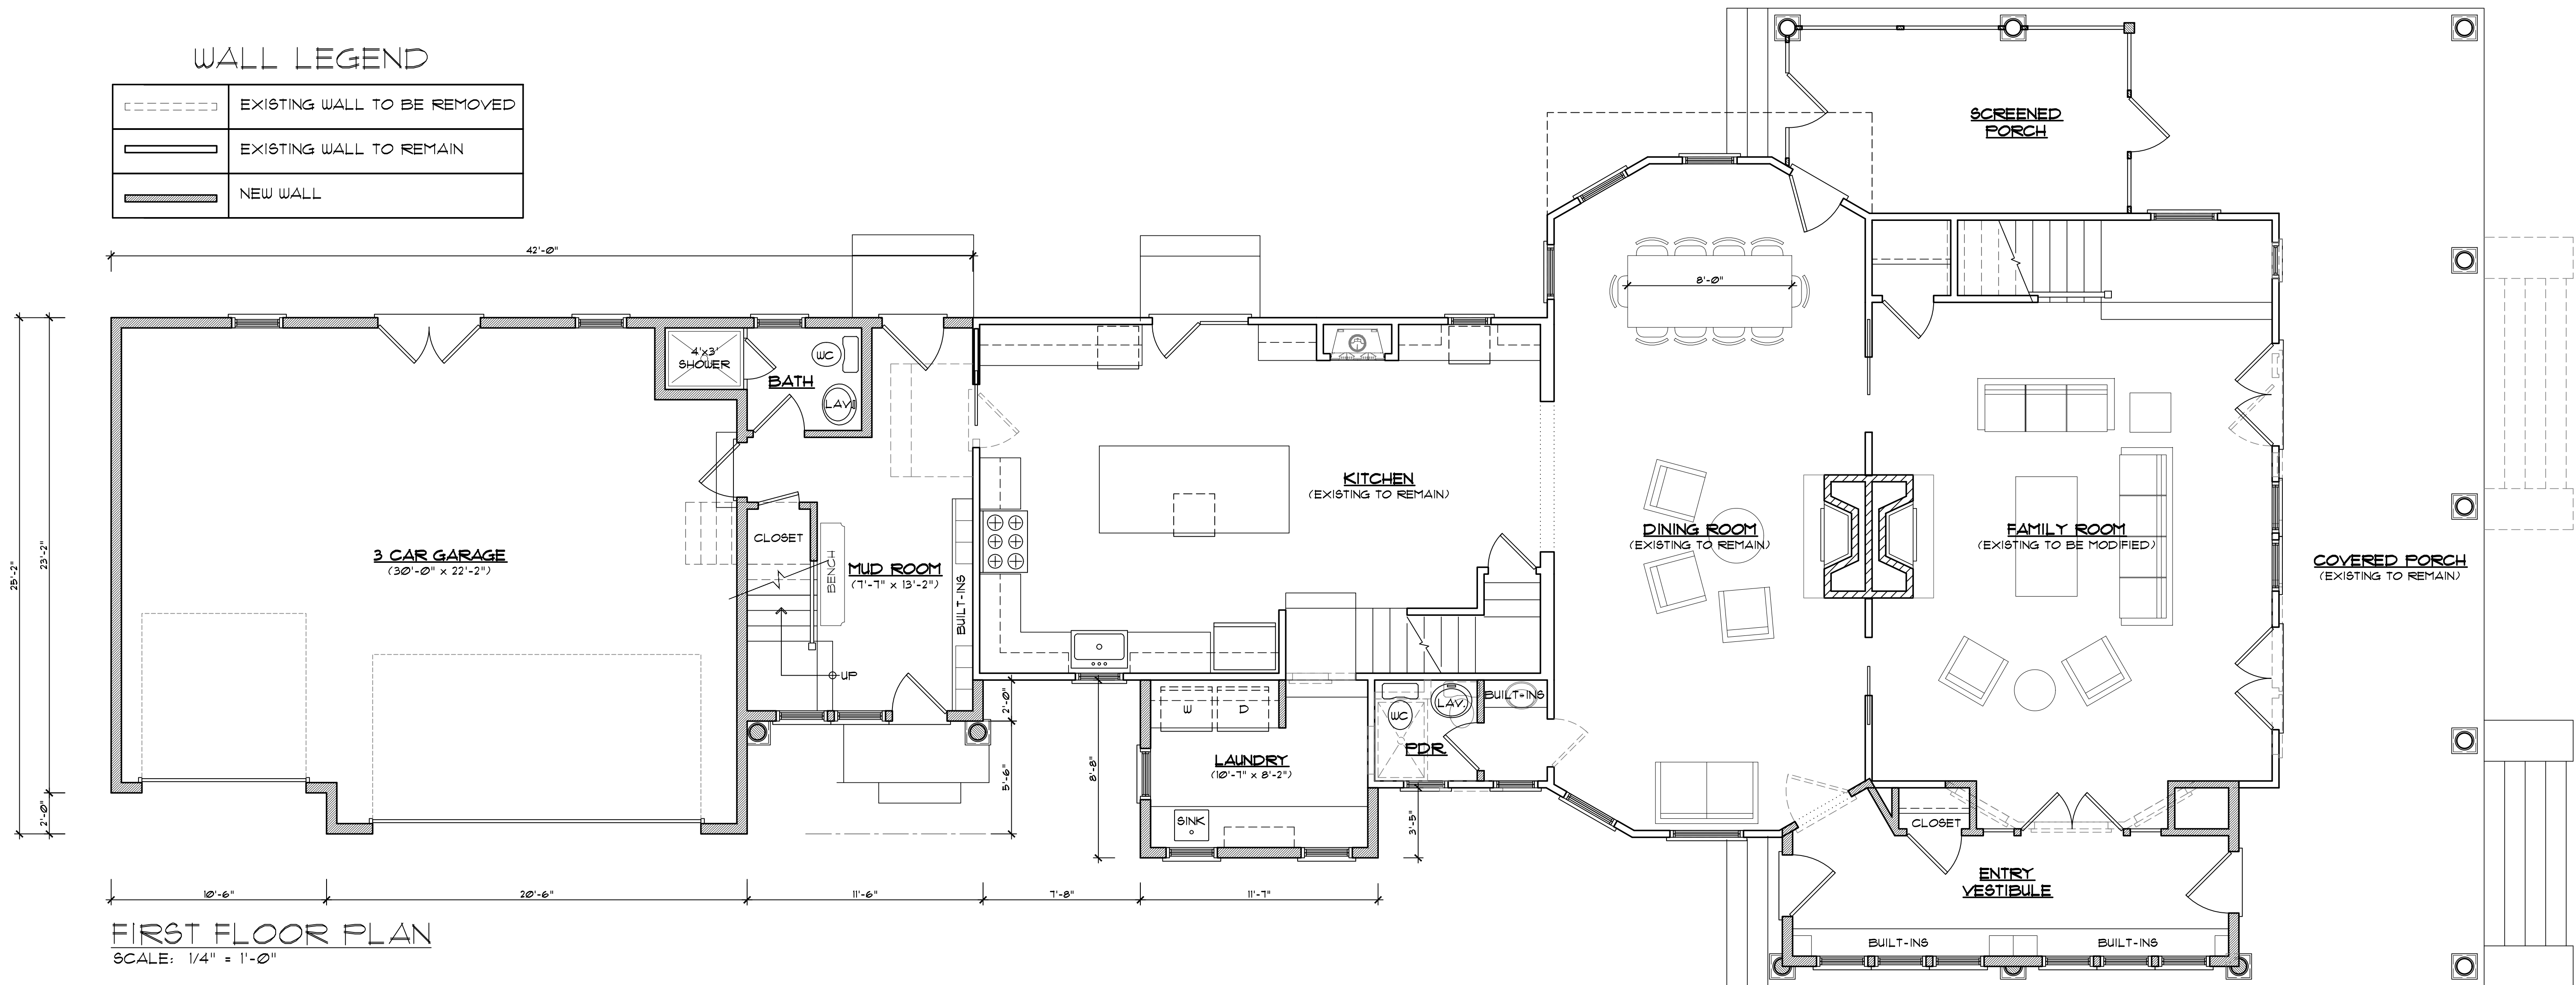 WALL LEGEND
EXISTING WALL TO BE REMOVED
EXISTING WALL TO REMAIN
NEW WALL
SCREENED
PORCH
42'-0"
8'-0"
4'x3'
SHOWER
WC
BATH
LAV.
KITCHEN
(EXISTING TO REMAIN)
DINING ROOM
(EXISTING TO REMAIN)
FAMILY ROOM
(EXISTING TO BE MODIFIED)
COVERED PORCH
(EXISTING TO REMAIN)
3 CAR GARAGE
(30'-0" x 22'-2")
CLOSET
BENCH
MUD ROOM
(7'-7" x 13'-2")
BUILT-INS
UP
25'-2"
23'-2"
2'-0"
2'-0"
5'-6"
8'-8"
W
D
WC
LAV.
BUILT-INS
PDR.
LAUNDRY
(10'-7" x 8'-2")
SINK
3'-5"
CLOSET
ENTRY
VESTIBULE
BUILT-INS
BUILT-INS
10'-6"
20'-6"
11'-6"
7'-8"
11'-7"
FIRST FLOOR PLAN
SCALE: 1/4" = 1'-0"